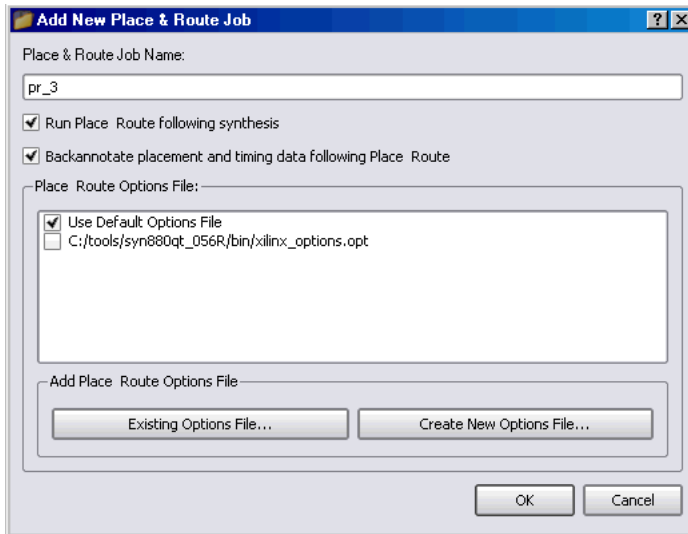 Add New Place & Route Job
Place & Route Job Name:
pr_3
Run Place Route following synthesis
Backannotate placement and timing data following Place Route
Place Route Options File:
Use Default Options File
C:/tools/syn880qt_056R/bin/xilinx_options.opt
Add Place Route Options File
Existing Options File...
Create New Options File...
OK
Cancel